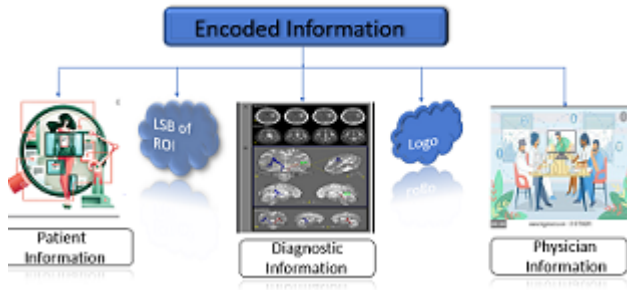 Encoded Information
LSB of
ROI
Logo
Patient
Information
Diagnostic
Information
Physician
Information